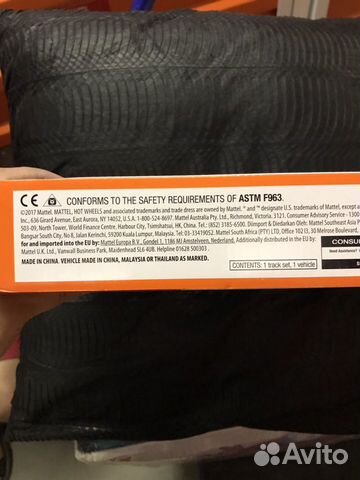 CE CONFORMS TO THE SAFETY REQUIREMENTS OF ASTM F963.
©2017 Mattel. MATTEL, HOT WHEELS and associated trademarks and trade dress are owned by Mattel. ® and ™ designate U.S. trademarks of Mattel, except a
Inc., 636 Girard Avenue, East Aurora, NY 14052, U.S.A. 1-800-524-8697. Mattel Australia Pty. Ltd., Richmond, Victoria. 3121. Consumer Advisory Service - 1300
503-09, North Tower, World Finance Centre, Harbour City, Tsimshatsui, HK, China. Diimport & Diedarkan Oleh: Mattel Southeast Asia P
Bangsar South City, No 8, Jalan Kerinchi, 59200 Kuala Lumpur, Malaysia. Tel: 03-33419052. Mattel South Africa (PTY) LTD, Office 102 I3, 30 Melrose Boulevard,
for and imported into the EU by: Mattel Europa B.V., Gondel 1, 1186 MJ Amstelveen, Nederland. Additionally distributed in the EU by:
Mattel U.K. Ltd., Vanwall Business Park, Maidenhead SL6 4UB. Helpline 01628 500303
MADE IN CHINA. VEHICLE MADE IN CHINA, MALAYSIA OR THAILAND AS MARKED.
CONTENTS: 1 track set, 1 vehicle
CONSU
Need Assistance?
Avito